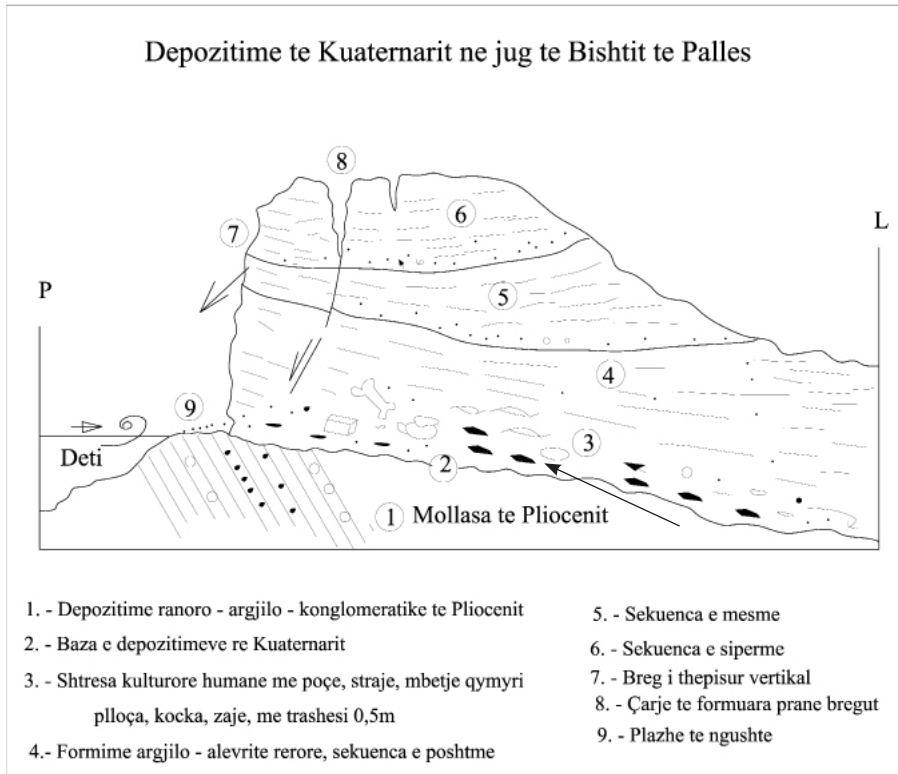 Depozitime te Kuaternarit ne jug te Bishtit te Palles
8
7
6
L
P
5
4
9
3
Deti
2
1 Mollasa te Pliocenit
1. - Depozitime ranoro - argjilo - konglomeratike te Pliocenit
2. - Baza e depozitimeve re Kuaternarit
3. - Shtresa kulturore humane me poçe, straje, mbetje qymyri
plloça, kocka, zaje, me trashesi 0,5m
4.- Formime argjilo - alevrite rerore, sekuenca e poshtme
5. - Sekuenca e mesme
6. - Sekuenca e siperme
7. - Breg i thepisur vertikal
8. - Çarje te formuara prane bregut
9. - Plazhe te ngushte